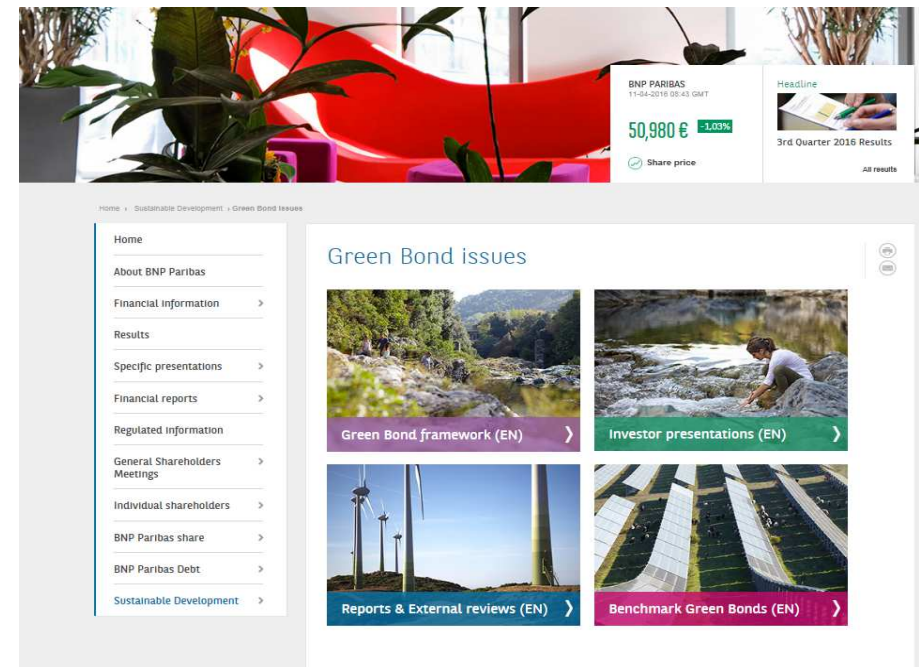 BNP PARIBAS
11-04-2016 08:43 GMT
50,980 € -1,03%
Share price
Headline
3rd Quarter 2016 Results
All results
Home › Sustainable Development › Green Bond Issues
Home
About BNP Paribas
Financial information
Results
Specific presentations
Financial reports
Regulated information
General Shareholders
Meetings
Individual shareholders
BNP Paribas share
BNP Paribas Debt
Sustainable Development
Green Bond issues
Green Bond framework (EN)
Investor presentations (EN)
Reports & External reviews (EN)
Benchmark Green Bonds (EN)